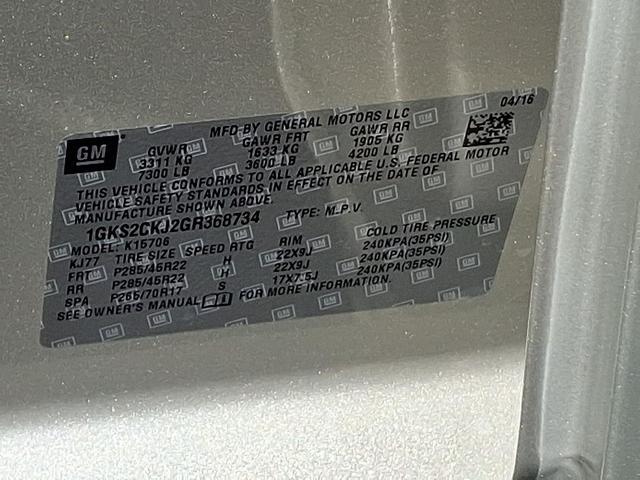 04/16
GM
MFD-BY GENERAL MOTORS LLC
GVWR GAWR FRT GAWR RR
3311 KG 1633 KG 1905 KG
7300 LB 3600 LB 4200 LB
THIS VEHICLE CONFORMS TO ALL APPLICABLE U.S. FEDERAL MOTOR
VEHICLE SAFETY STANDARDS IN EFFECT ON THE DATE OF
MANUFACTURE SHOWN ABOVE.
1GKS2CKJ2GR368734 TYPE: M.P.V.
MODEL: K15706
KJ77 TIRE SIZE SPEED RTG RIM COLD TIRE PRESSURE
FRT P285/45R22 H 22X9J 240KPA(35PSI)
RR P285/45R22 H 22X9J 240KPA(35PSI)
SPA P265/70R17 S 17X7.5J 240KPA(35PSI)
SEE OWNER'S MANUAL FOR MORE INFORMATION.